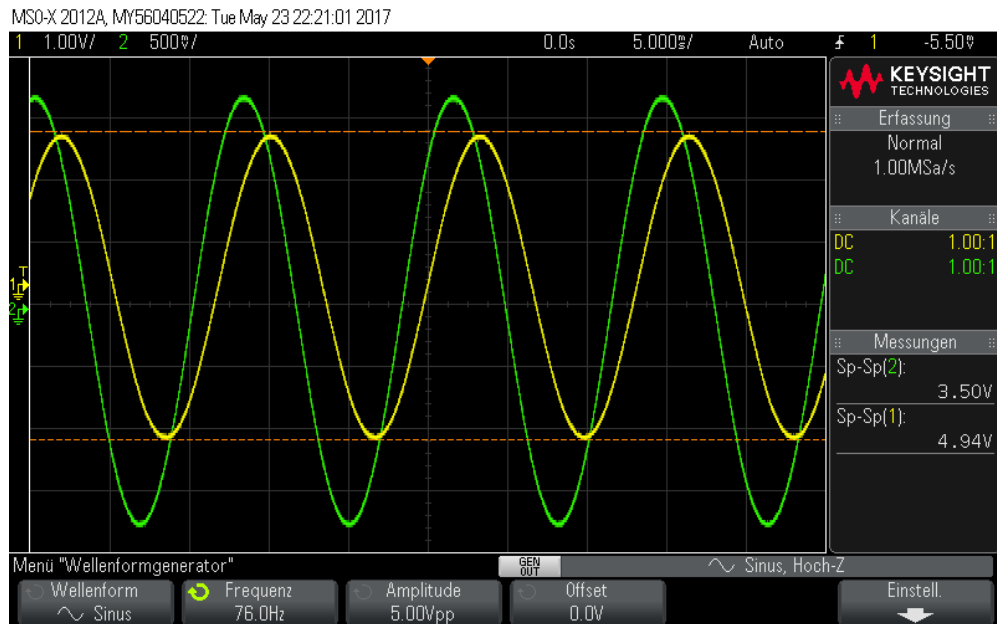 MSO-X 2012A, MY56040522: Tue May 23 22:21:01 2017
1 1.00V/ 2 500mV/ 0.0s 5.000ms/ Auto 1 -5.50V
KEYSIGHT
TECHNOLOGIES
Erfassung
Normal
1.00MSa/s
Kanäle
DC 1.00:1
DC 1.00:1
T
1
2
Messungen
Sp-Sp(2):
3.50V
Sp-Sp(1):
4.94V
Menü "Wellenformgenerator"
GEN
OUT
Sinus, Hoch-Z
Wellenform
Sinus
Frequenz
76.0Hz
Amplitude
5.00Vpp
Offset
0.0V
Einstell.